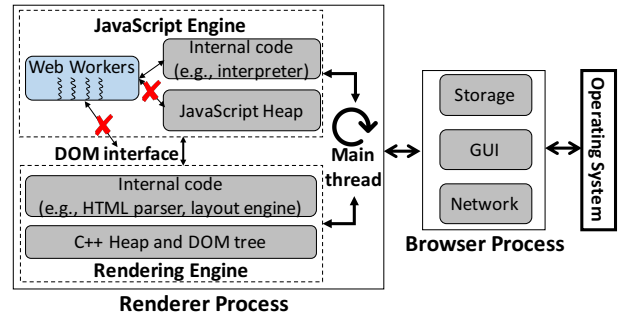 JavaScript Engine
Web Workers
Internal code
(e.g., interpreter)
JavaScript Heap
DOM interface
Main
thread
Internal code
(e.g., HTML parser, layout engine)
C++ Heap and DOM tree
Rendering Engine
Renderer Process
Storage
GUI
Network
Browser Process
Operating System